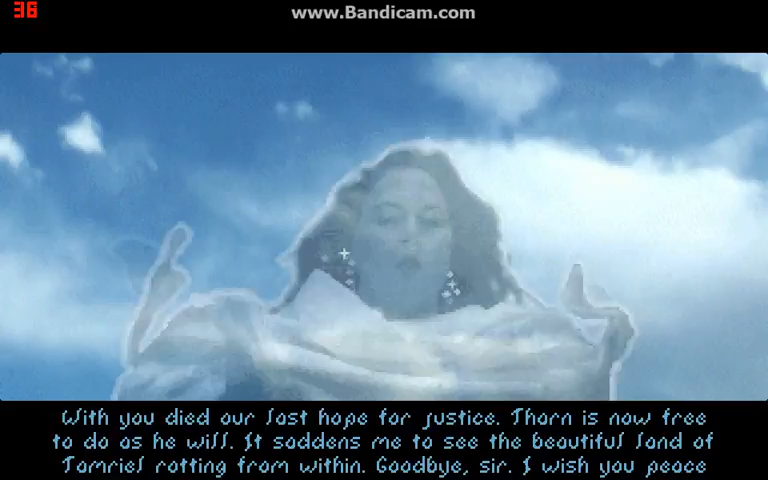 36
www.Bandicam.com
With you died our last hope for justice. Tharn is now free
to do as he will. It saddens me to see the beautiful land of
Tamriel rotting from within. Goodbye, sir. I wish you peace